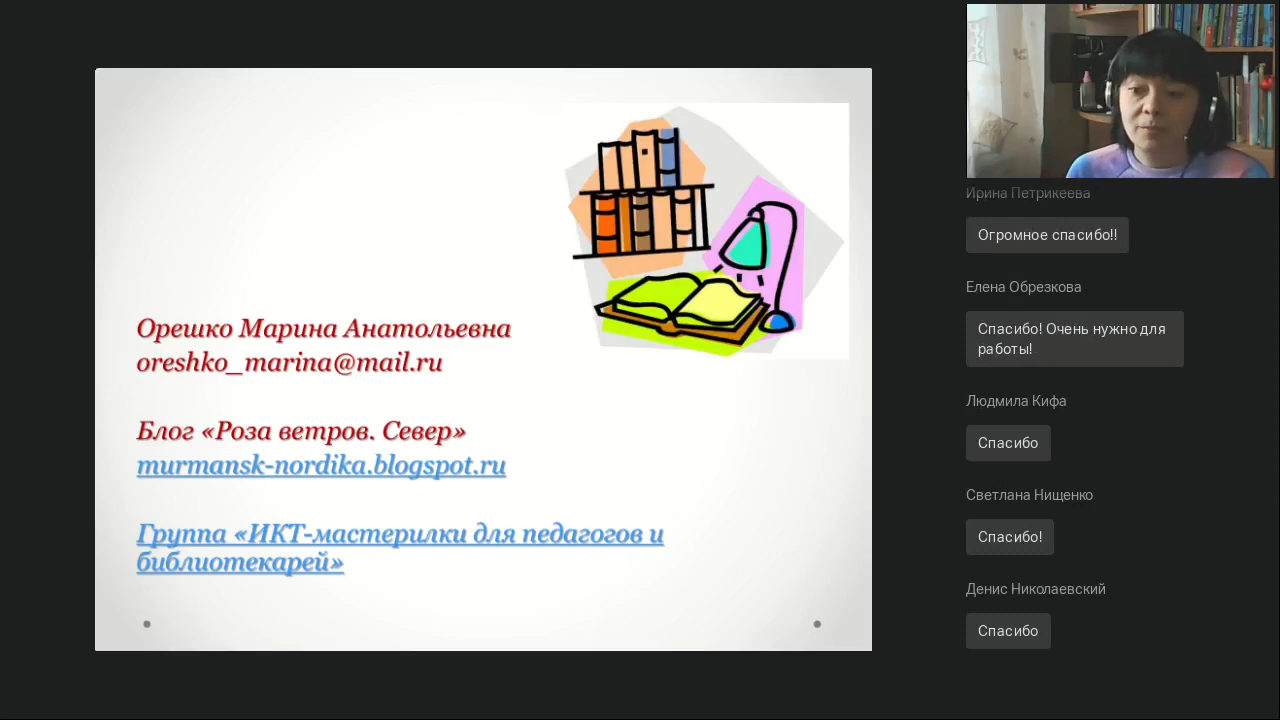 Орешко Марина Анатольевна
oreshko_marina@mail.ru
Блог «Роза ветров. Север»
murmansk-nordika.blogspot.ru
Группа «ИКТ-мастерилки для педагогов и
библиотекарей»
Ирина Петрикеева
Огромное спасибо!!
Елена Обрезкова
Спасибо! Очень нужно для
работы!
Людмила Кифа
Спасибо
Светлана Нищенко
Спасибо!
Денис Николаевский
Спасибо